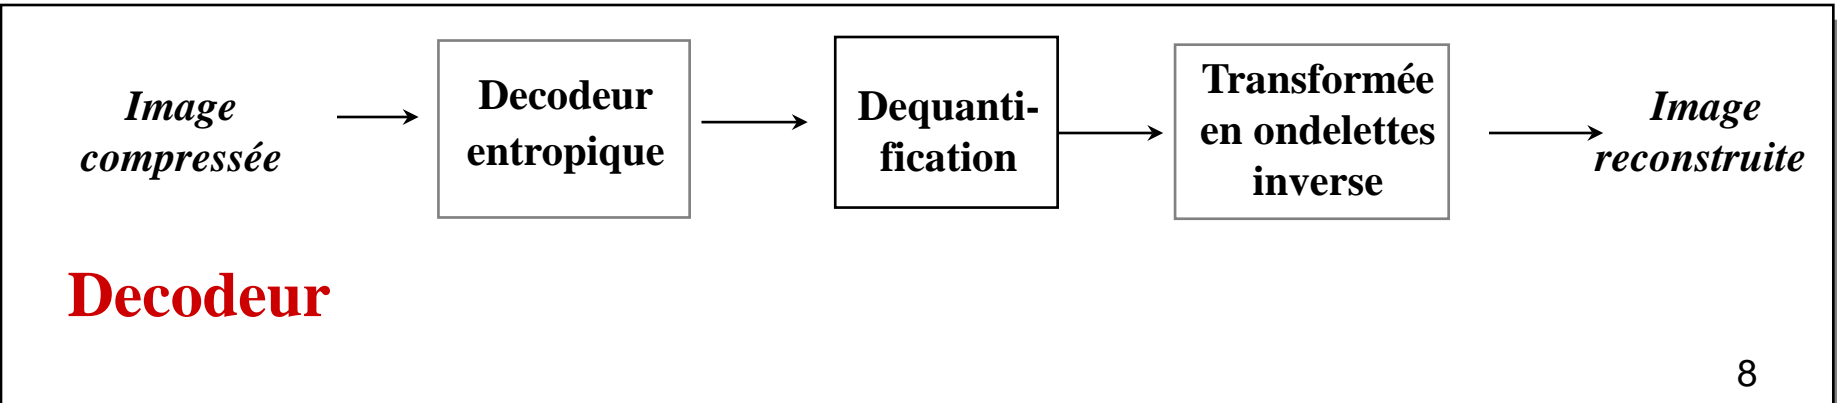 Image
compressée
Decodeur
entropique
Dequanti-
fication
Transformée
en ondelettes
inverse
Image
reconstruite
Decodeur
8